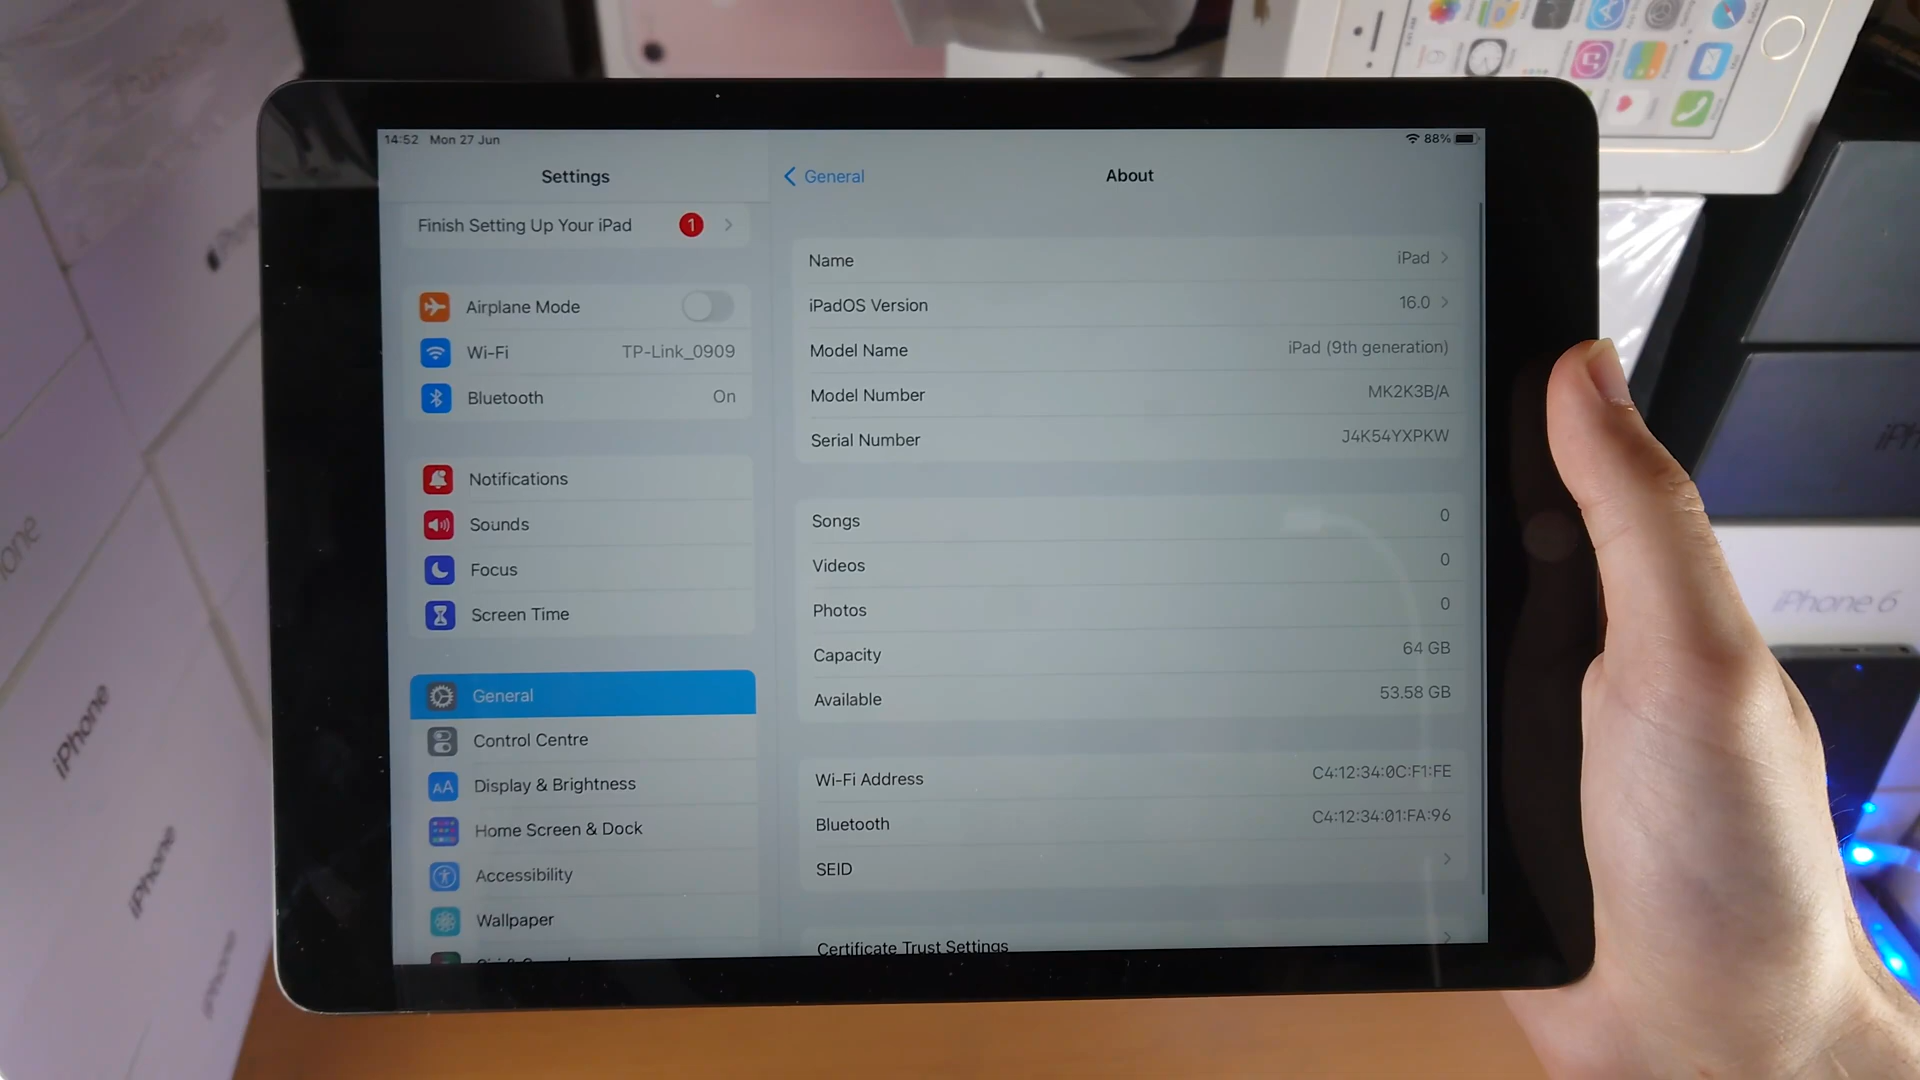 14:52 Mon 27 Jun
88%
Settings
Finish Setting Up Your iPad 1
Airplane Mode
Wi-Fi TP-Link_0909
Bluetooth On
Notifications
Sounds
Focus
Screen Time
General
Control Centre
AA Display & Brightness
Home Screen & Dock
Accessibility
Wallpaper
General
About
Name iPad
iPadOS Version 16.0
Model Name iPad (9th generation)
Model Number MK2K3B/A
Serial Number J4K54YXPKW
Songs 0
Videos 0
Photos 0
Capacity 64 GB
Available 53.58 GB
Wi-Fi Address C4:12:34:0C:F1:FE
Bluetooth C4:12:34:01:FA:96
SEID
Certificate Trust Settings
iPhone
iPhone
iPhone
iPhone 6